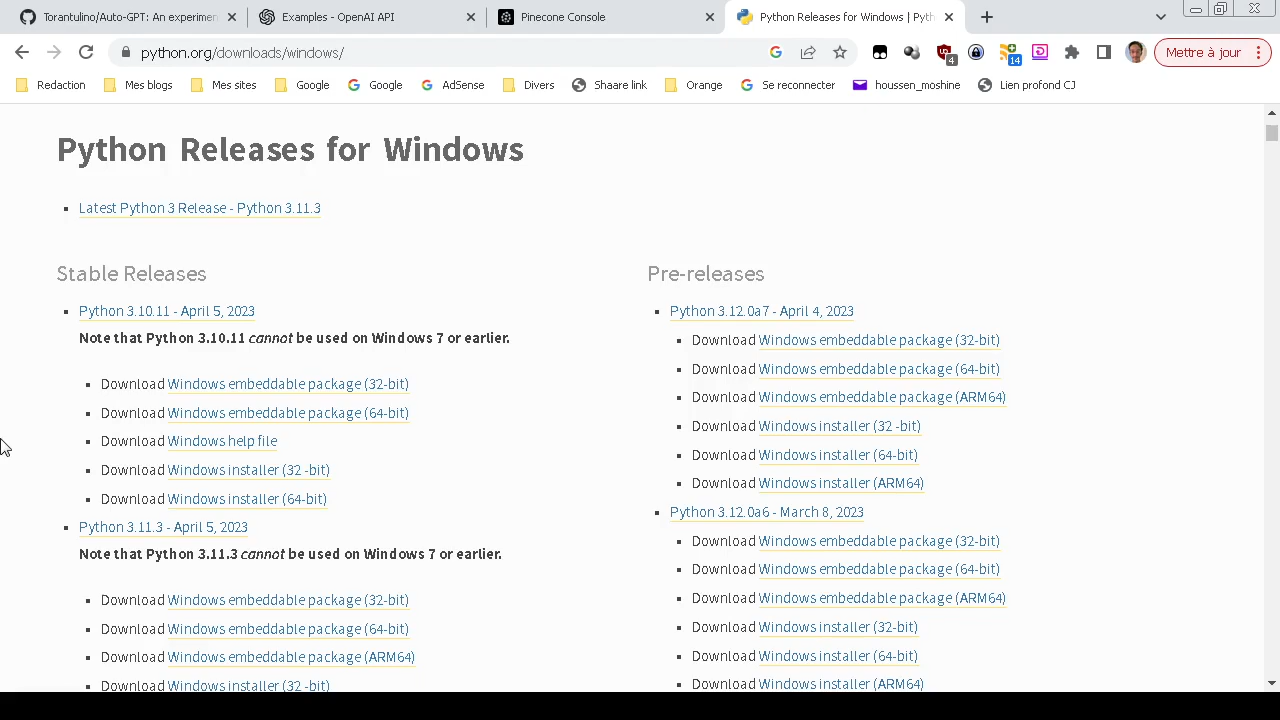 Torantulino/Auto-GPT: An experimen
Examples - OpenAI API
Pinecone Console
Python Releases for Windows | Pyth
python.org/downloads/windows/
4
14
Mettre à jour
Redaction
Mes blogs
Mes sites
Google
Google
AdSense
Divers
Shaare link
Orange
Se reconnecter
houssen_moshine
Lien profond CJ
Python Releases for Windows
Latest Python 3 Release - Python 3.11.3
Stable Releases
Python 3.10.11 - April 5, 2023
Note that Python 3.10.11 cannot be used on Windows 7 or earlier.
Download Windows embeddable package (32-bit)
Download Windows embeddable package (64-bit)
Download Windows help file
Download Windows installer (32 -bit)
Download Windows installer (64-bit)
Python 3.11.3 - April 5, 2023
Note that Python 3.11.3 cannot be used on Windows 7 or earlier.
Download Windows embeddable package (32-bit)
Download Windows embeddable package (64-bit)
Download Windows embeddable package (ARM64)
Download Windows installer (32 -bit)
Pre-releases
Python 3.12.0a7 - April 4, 2023
Download Windows embeddable package (32-bit)
Download Windows embeddable package (64-bit)
Download Windows embeddable package (ARM64)
Download Windows installer (32 -bit)
Download Windows installer (64-bit)
Download Windows installer (ARM64)
Python 3.12.0a6 - March 8, 2023
Download Windows embeddable package (32-bit)
Download Windows embeddable package (64-bit)
Download Windows embeddable package (ARM64)
Download Windows installer (32-bit)
Download Windows installer (64-bit)
Download Windows installer (ARM64)